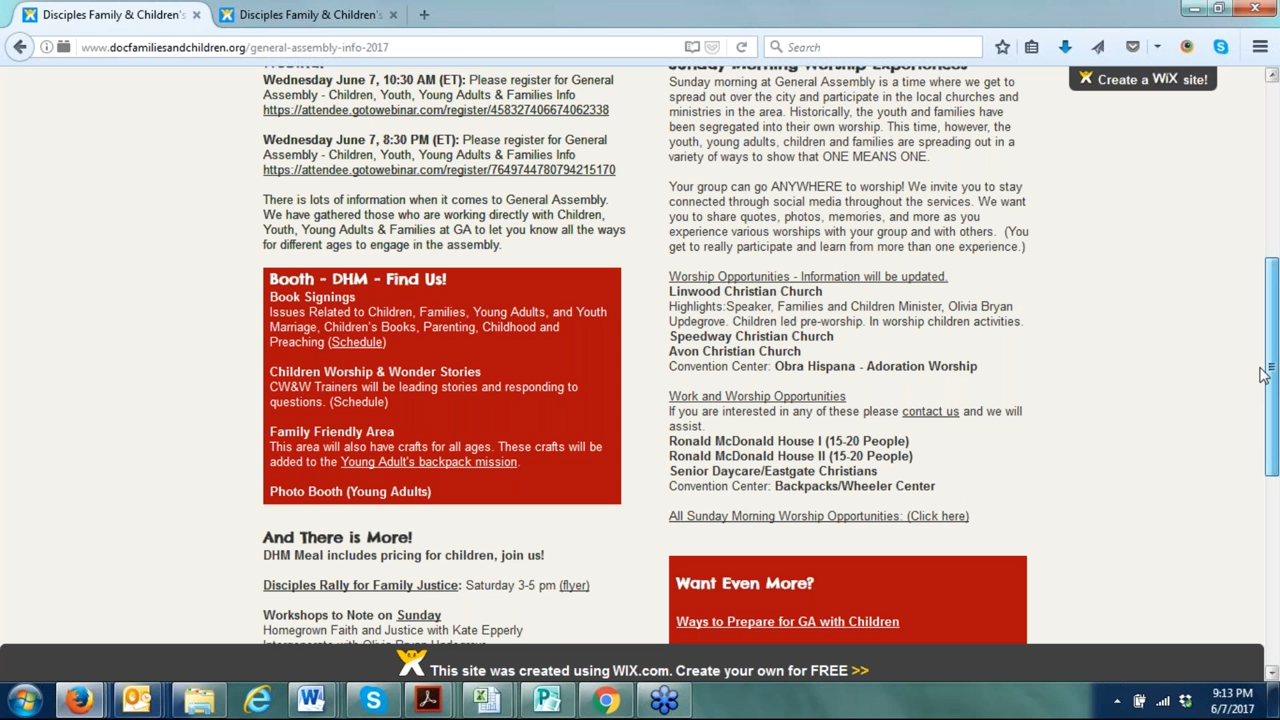 Disciples Family & Children's
Disciples Family & Children's
www.docfamiliesandchildren.org/general-assembly-info-2017
Search
Create a WiX site!
Wednesday June 7, 10:30 AM (ET): Please register for General
Assembly - Children, Youth, Young Adults & Families Info
https://attendee.gotowebinar.com/register/458327406674062338
Wednesday June 7, 8:30 PM (ET): Please register for General
Assembly - Children, Youth, Young Adults & Families Info
https://attendee.gotowebinar.com/register/7649744780794215170
There is lots of information when it comes to General Assembly.
We have gathered those who are working directly with Children,
Youth, Young Adults & Families at GA to let you know all the ways
for different ages to engage in the assembly.
Booth - DHM - Find Us!
Book Signings
Issues Related to Children, Families, Young Adults, and Youth
Marriage, Children's Books, Parenting, Childhood and
Preaching (Schedule)
Children Worship & Wonder Stories
CW&W Trainers will be leading stories and responding to
questions. (Schedule)
Family Friendly Area
This area will also have crafts for all ages. These crafts will be
added to the Young Adult's backpack mission.
Photo Booth (Young Adults)
And There is More!
DHM Meal includes pricing for children, join us!
Disciples Rally for Family Justice: Saturday 3-5 pm (flyer)
Workshops to Note on Sunday
Homegrown Faith and Justice with Kate Epperly
Sunday Morning Worship Experiences
Sunday morning at General Assembly is a time where we get to
spread out over the city and participate in the local churches and
ministries in the area. Historically, the youth and families have
been segregated into their own worship. This time, however, the
youth, young adults, children and families are spreading out in a
variety of ways to show that ONE MEANS ONE.
Your group can go ANYWHERE to worship! We invite you to stay
connected through social media throughout the services. We want
you to share quotes, photos, memories, and more as you
experience various worships with your group and with others. (You
get to really participate and learn from more than one experience.)
Worship Opportunities - Information will be updated.
Linwood Christian Church
Highlights:Speaker, Families and Children Minister, Olivia Bryan
Updegrove. Children led pre-worship. In worship children activities.
Speedway Christian Church
Avon Christian Church
Convention Center: Obra Hispana - Adoration Worship
Work and Worship Opportunities
If you are interested in any of these please contact us and we will
assist.
Ronald McDonald House I (15-20 People)
Ronald McDonald House II (15-20 People)
Senior Daycare/Eastgate Christians
Convention Center: Backpacks/Wheeler Center
All Sunday Morning Worship Opportunities: (Click here)
Want Even More?
Ways to Prepare for GA with Children
This site was created using WIX.com. Create your own for FREE >>
9:13 PM
6/7/2017